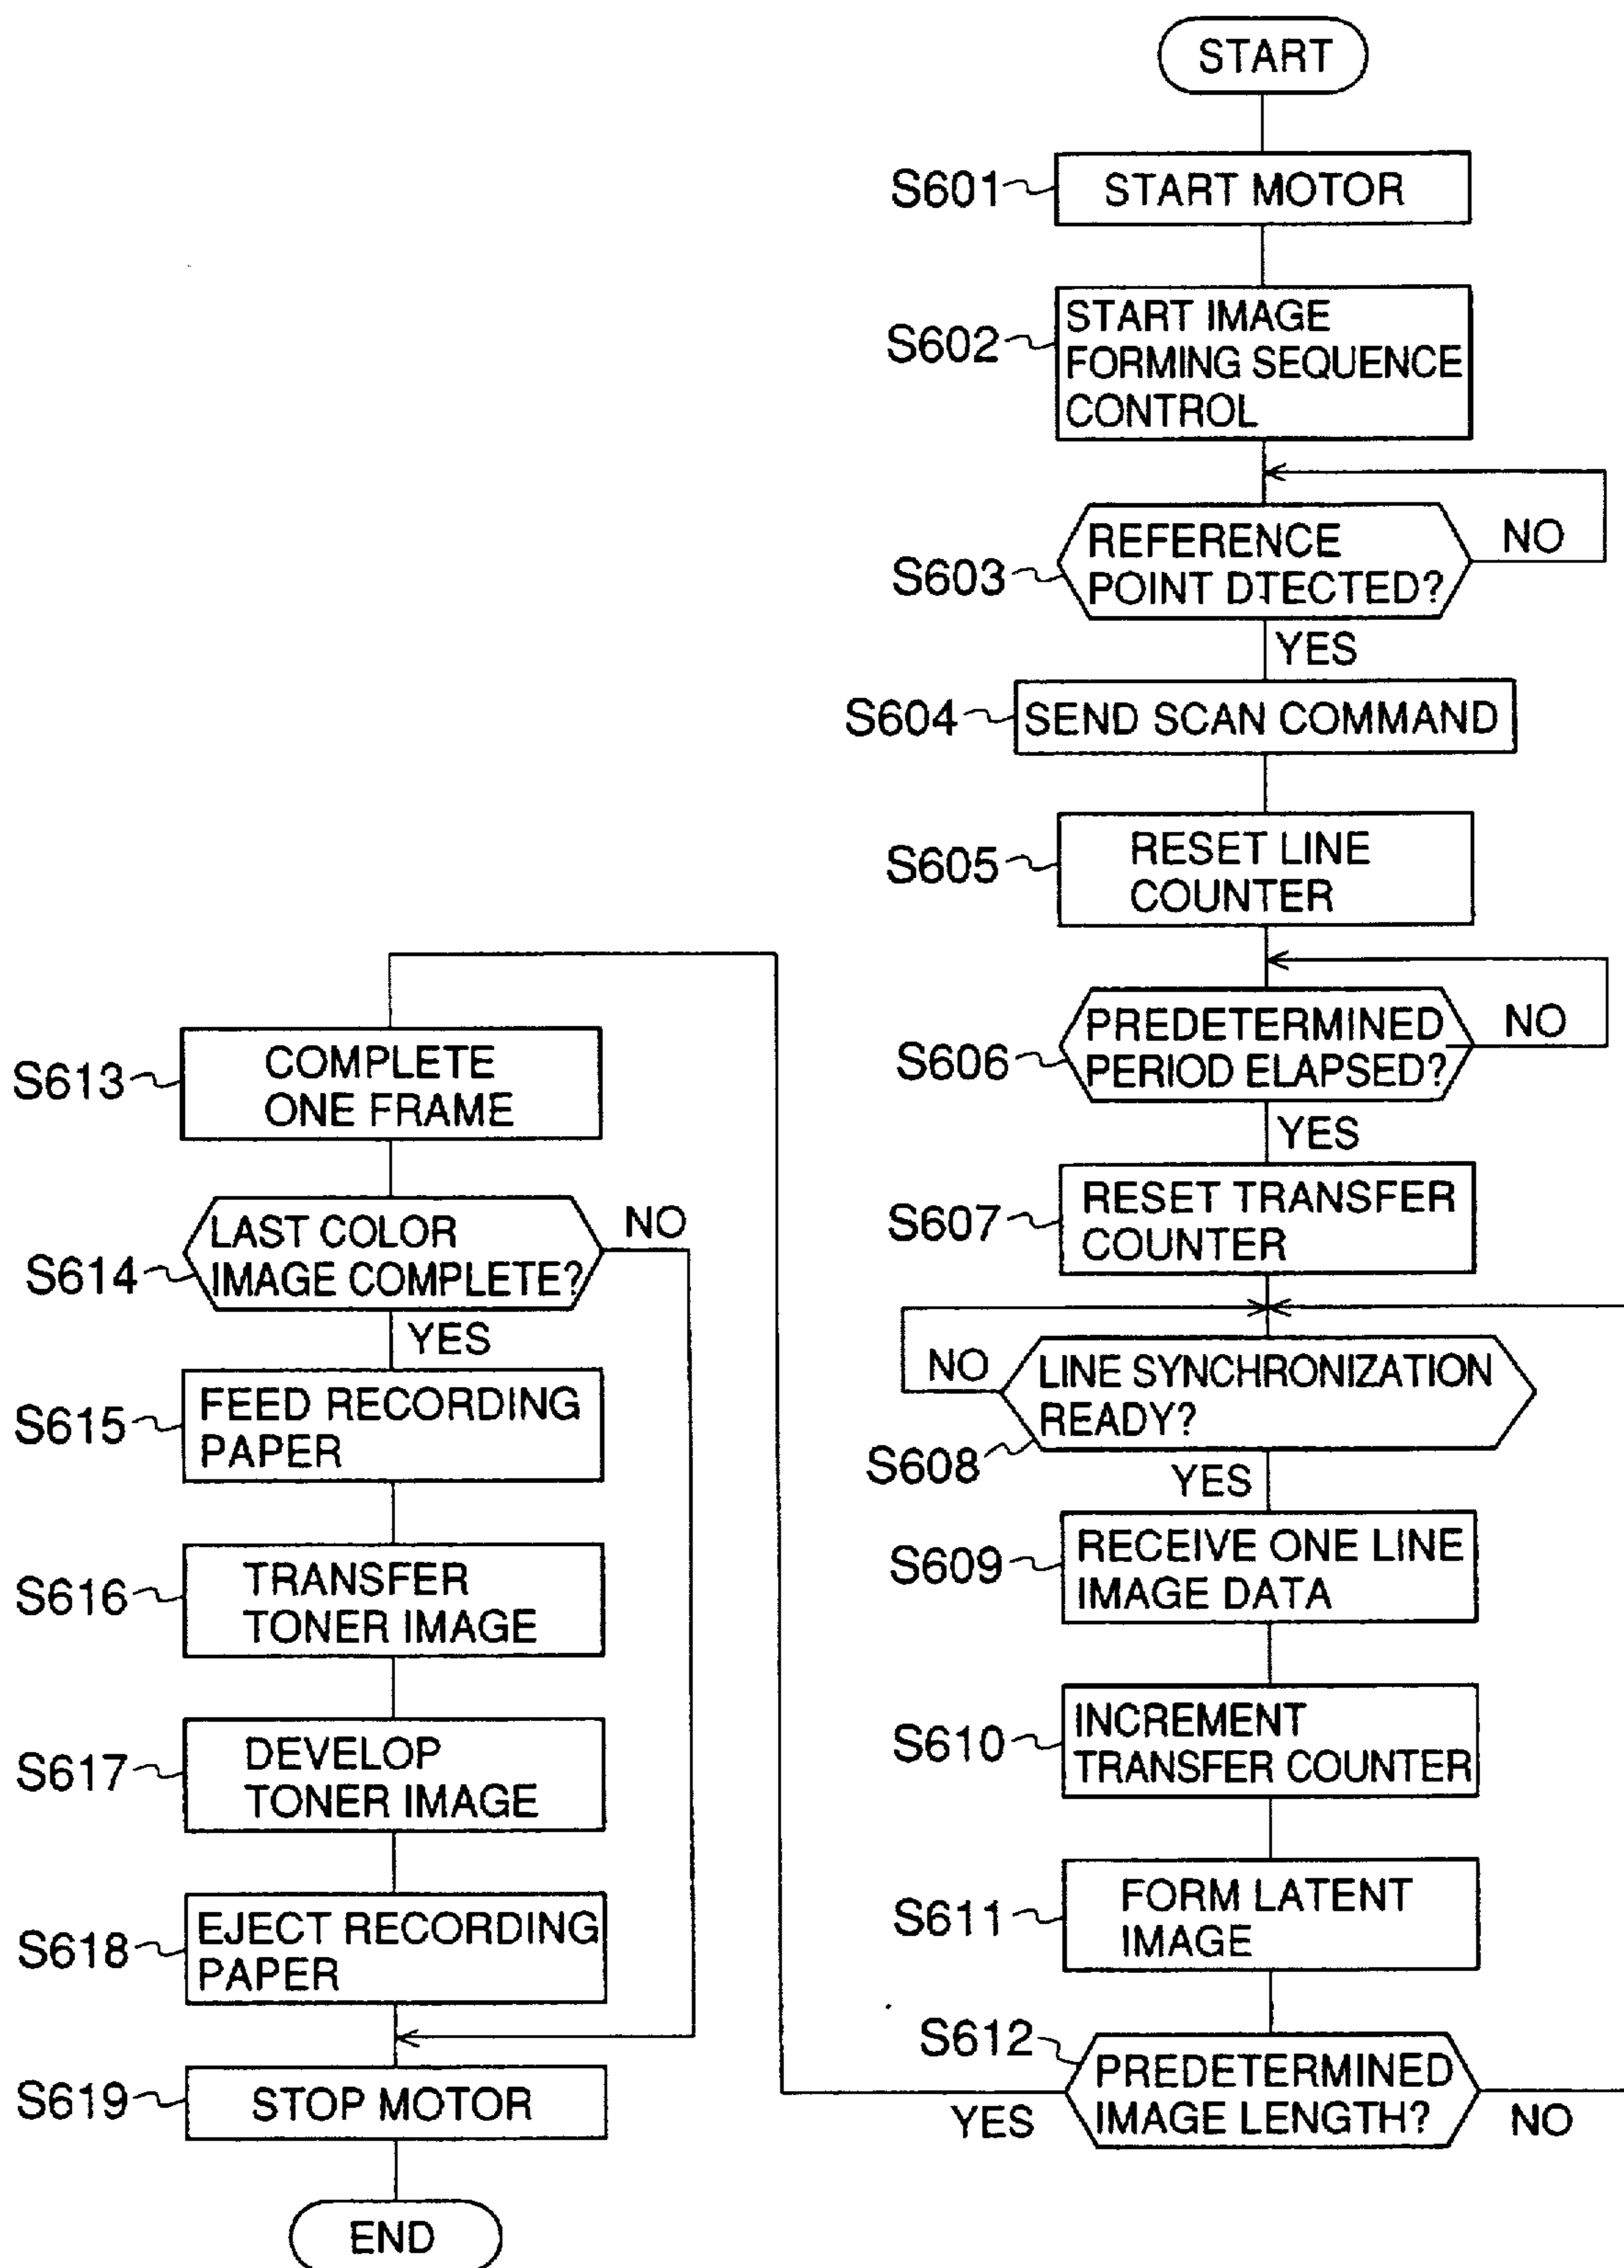 START
S601
START MOTOR
S602
START IMAGE
FORMING SEQUENCE
CONTROL
S603
REFERENCE
POINT DTECTED?
NO
YES
S604
SEND SCAN COMMAND
S605
RESET LINE
COUNTER
S606
PREDETERMINED
PERIOD ELAPSED?
NO
YES
S607
RESET TRANSFER
COUNTER
S608
LINE SYNCHRONIZATION
READY?
NO
YES
S609
RECEIVE ONE LINE
IMAGE DATA
S610
INCREMENT
TRANSFER COUNTER
S611
FORM LATENT
IMAGE
S612
PREDETERMINED
IMAGE LENGTH?
YES
NO
S613
COMPLETE
ONE FRAME
S614
LAST COLOR
IMAGE COMPLETE?
NO
YES
S615
FEED RECORDING
PAPER
S616
TRANSFER
TONER IMAGE
S617
DEVELOP
TONER IMAGE
S618
EJECT RECORDING
PAPER
S619
STOP MOTOR
END